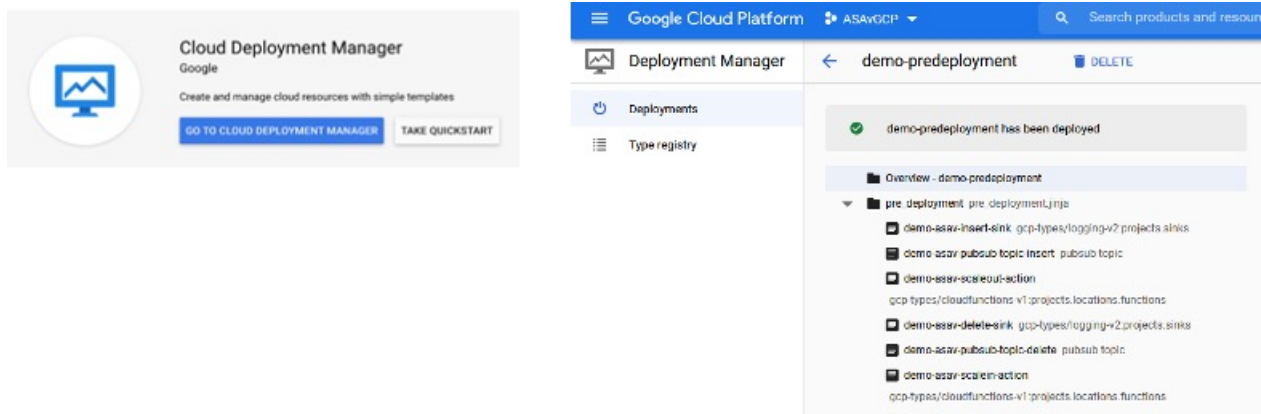 Cloud Deployment Manager
Google
Create and manage cloud resources with simple templates
GO TO CLOUD DEPLOYMENT MANAGER TAKE QUICKSTART
Google Cloud Platform ASAvGCP Search products and resour
Deployment Manager demo-predeployment DELETE
Deployments
Type registry
demo-predeployment has been deployed
Overview - demo-predeployment
pre_deployment pre_deployment.jinja
demo-asav-insert-sink gcp-types/logging-v2:projects.sinks
demo-asav-pubsub-topic-insert pubsub topic
demo-asav-scaleout-action
gcp-types/cloudfunctions-v1:projects.locations.functions
demo-asav-delete-sink gcp-types/logging-v2:projects.sinks
demo-asav-pubsub-topic-delete pubsub topic
demo-asav-scalein-action
gcp-types/cloudfunctions-v1:projects.locations.functions